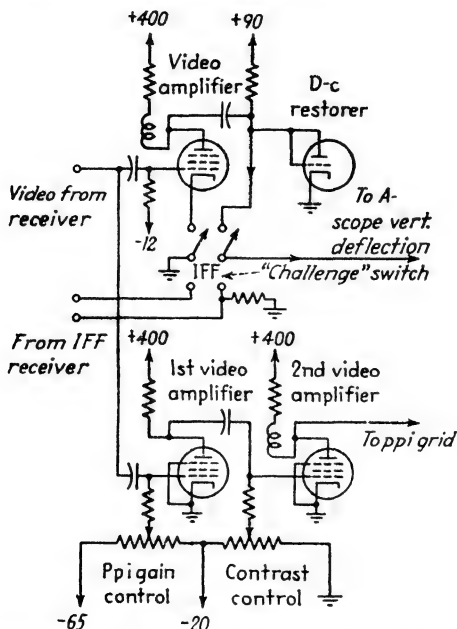 +400
+90
Video
amplifier
D-c
restorer
Video from
receiver
-12
To A-
scope vert.
deflection
IFF
"Challenge" switch
From IFF
receiver
+400
+400
1st video
amplifier
2nd video
amplifier
To ppi grid
Ppi gain
control
Contrast
control
-65
-20